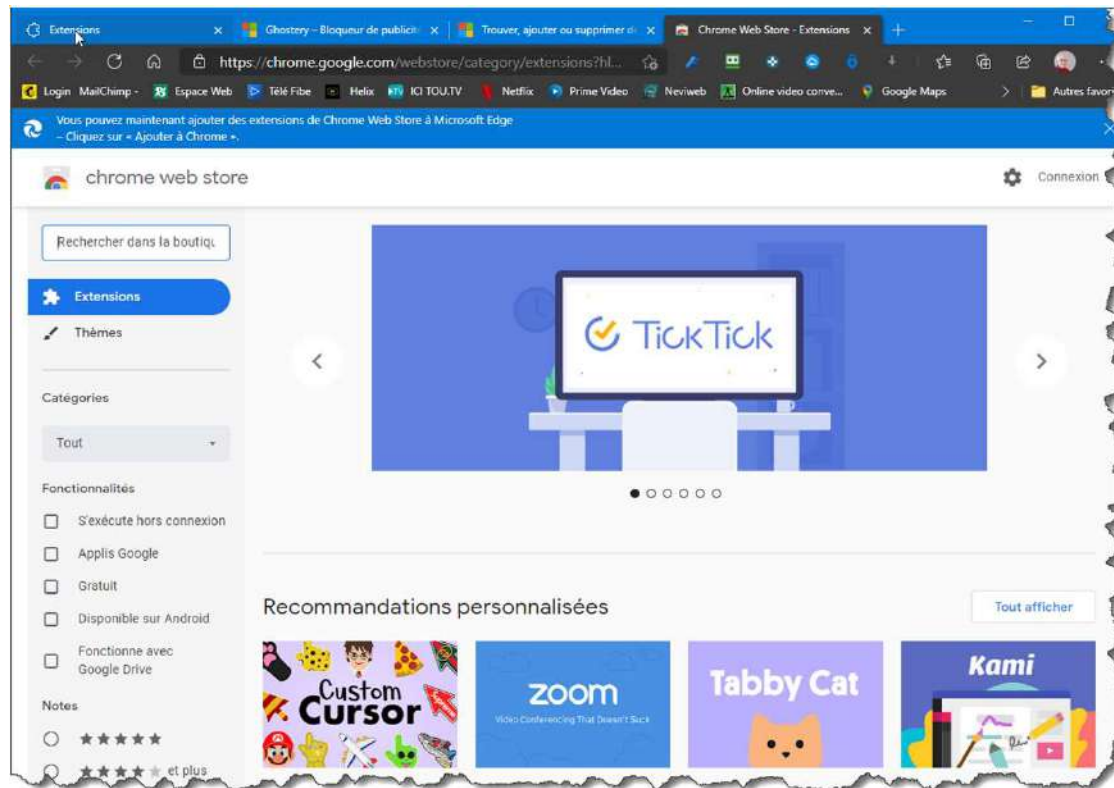 Extensions
Ghostery – Bloqueur de publicit
Trouver, ajouter ou supprimer d
Chrome Web Store - Extensions
https://chrome.google.com/webstore/category/extensions?hl...
Login MailChimp -
Espace Web
Télé Fibe
Helix
ICI TOU.TV
Netflix
Prime Video
Neviweb
Online video conve...
Google Maps
Autres favor
Vous pouvez maintenant ajouter des extensions de Chrome Web Store à Microsoft Edge
– Cliquez sur « Ajouter à Chrome ».
chrome web store
Connexion
Rechercher dans la boutiqu
Extensions
Thèmes
Catégories
Tout
Fonctionnalités
S'exécute hors connexion
Applis Google
Gratuit
Disponible sur Android
Fonctionne avec
Google Drive
Notes
et plus
TickTick
Recommandations personnalisées
Tout afficher
Custom
Cursor
zoom
Video Conferencing That Doesn't Suck
Tabby Cat
Kami